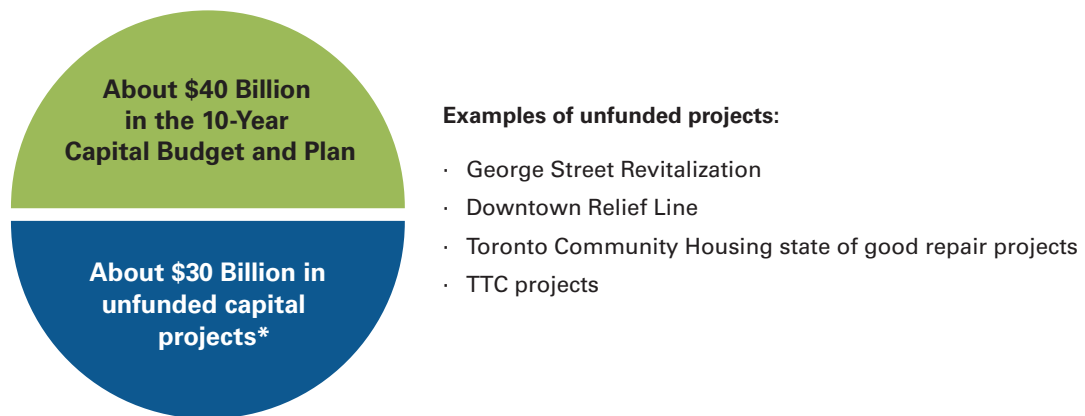 About $40 Billion
in the 10-Year
Capital Budget and Plan
About $30 Billion in
unfunded capital
projects*
Examples of unfunded projects:
· George Street Revitalization
· Downtown Relief Line
· Toronto Community Housing state of good repair projects
· TTC projects